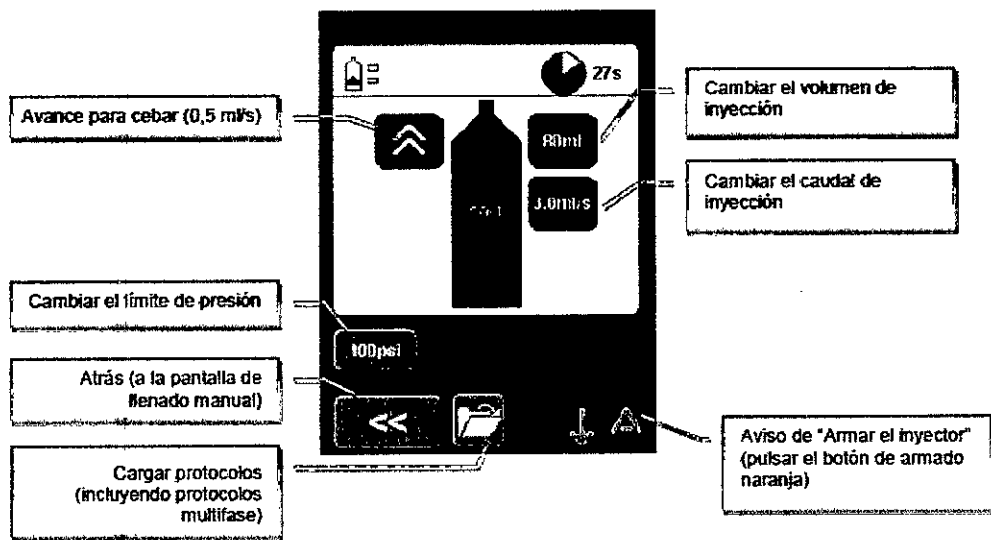 27s
Cambiar el volumen de
inyección
Avance para cebar (0,5 ml/s)
80ml
Cambiar el caudal de
inyección
3.0ml/s
Cambiar el límite de presión
100psi
Atrás (a la pantalla de
llenado manual)
<<
Aviso de "Armar el inyector"
(pulsar el botón de armado
naranja)
Cargar protocolos
(incluyendo protocolos
multifase)